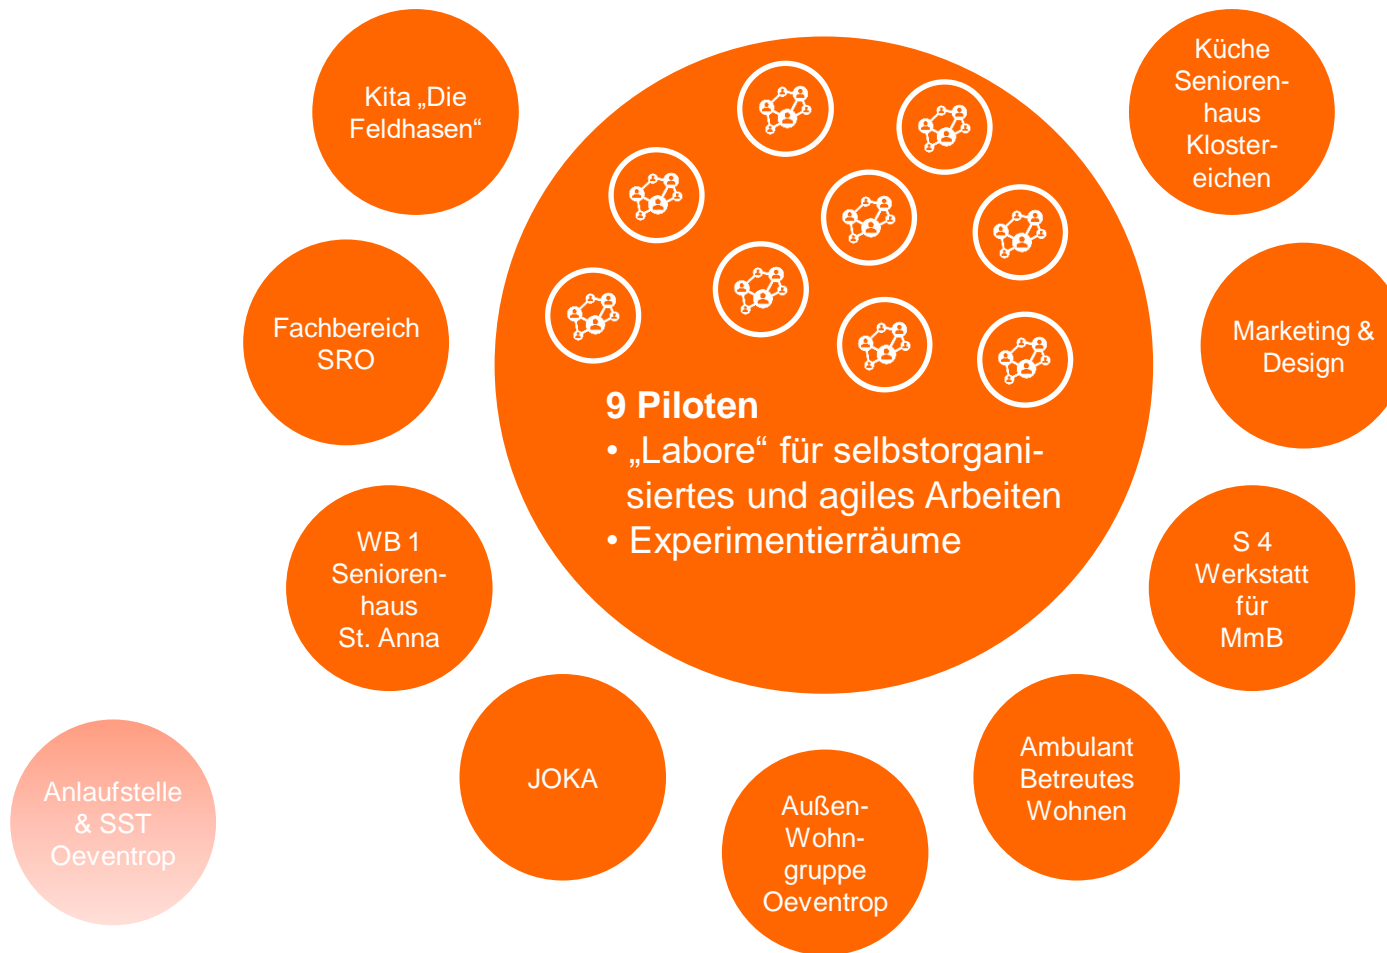 Kita „Die
Feldhasen“
Küche
Senioren-
haus
Kloster-
eichen
Fachbereich
SRO
Marketing &
Design
9 Piloten
• „Labore“ für selbstorgani-
siertes und agiles Arbeiten
• Experimentierräume
WB 1
Senioren-
haus
St. Anna
S 4
Werkstatt
für
MmB
JOKA
Ambulant
Betreutes
Wohnen
Außen-
Wohn-
gruppe
Oeventrop
Anlaufstelle
& SST
Oeventrop